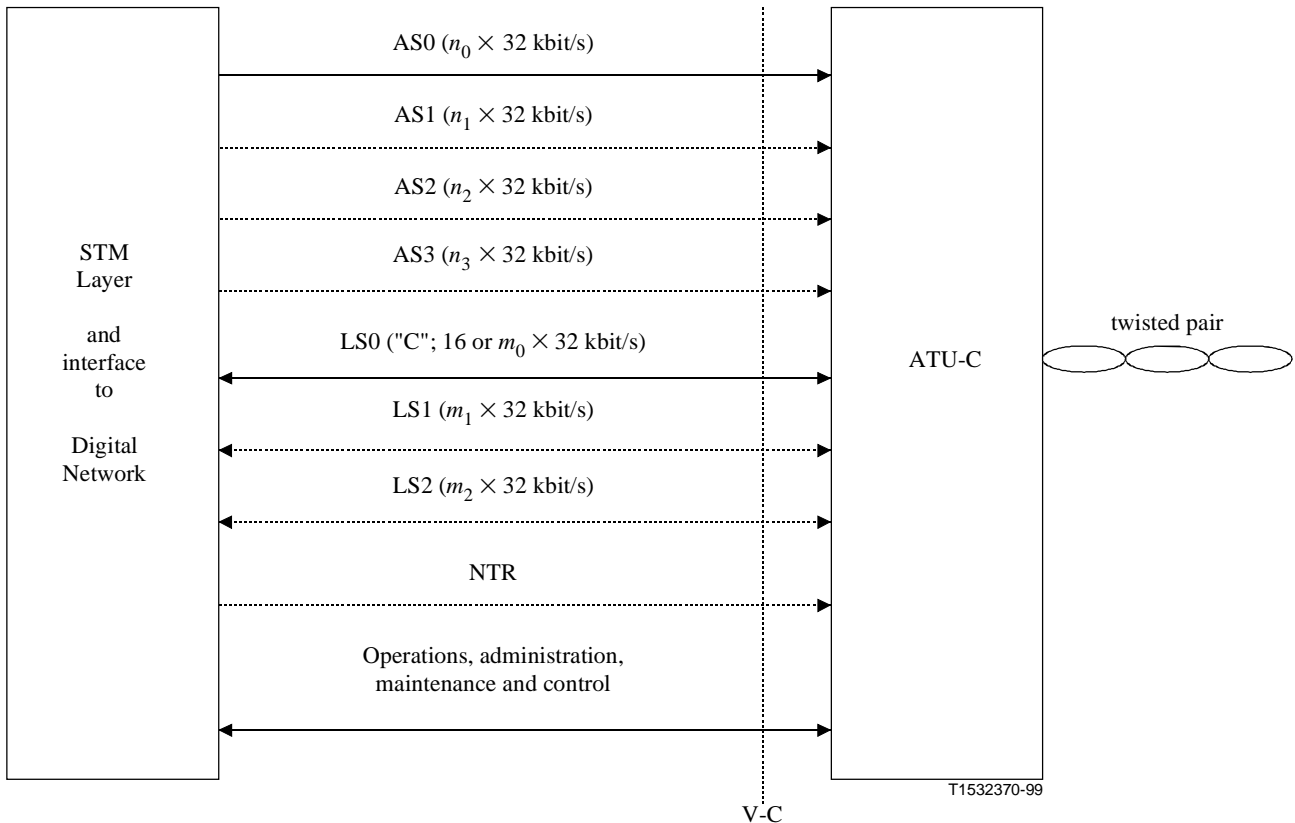 AS0 (n0 × 32 kbit/s)
AS1 (n1 × 32 kbit/s)
AS2 (n2 × 32 kbit/s)
AS3 (n3 × 32 kbit/s)
STM
Layer
and
interface
to
Digital
Network
LS0 ("C"; 16 or m0 × 32 kbit/s)
LS1 (m1 × 32 kbit/s)
LS2 (m2 × 32 kbit/s)
NTR
Operations, administration,
maintenance and control
ATU-C
twisted pair
T1532370-99
V-C